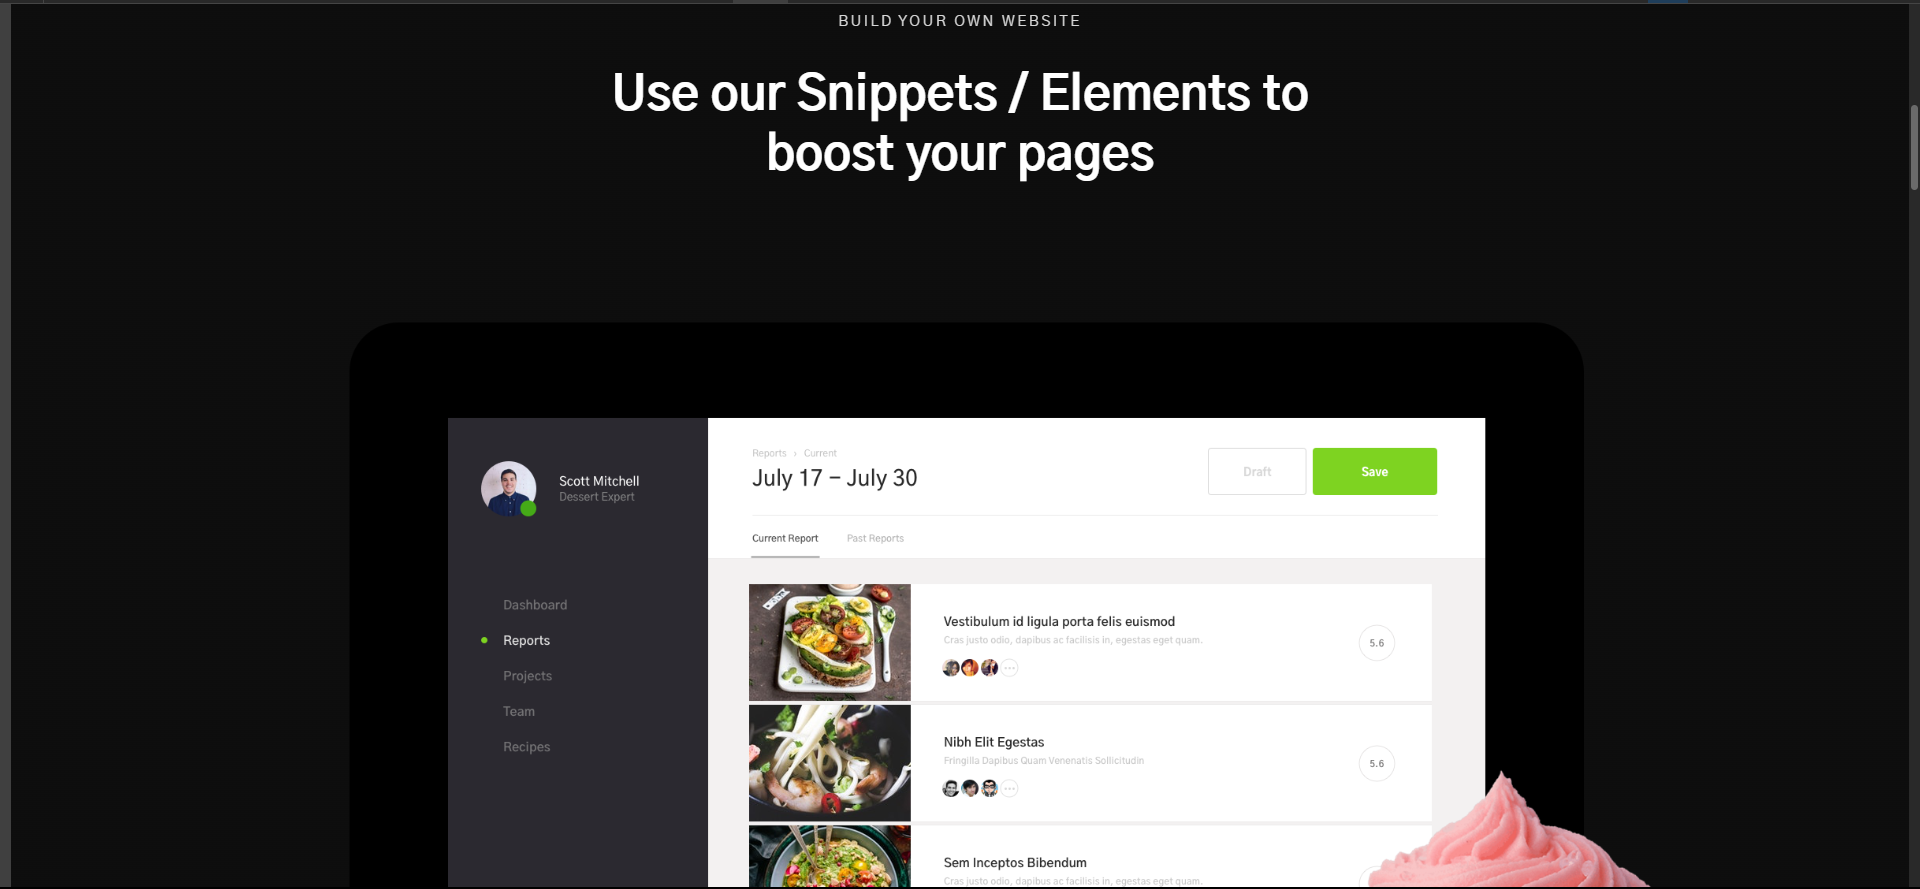 BUILD YOUR OWN WEBSITE
Use our Snippets / Elements to
boost your pages
Scott Mitchell
Dessert Expert
Dashboard
Reports
Projects
Team
Recipes
Reports › Current
July 17 – July 30
Draft
Save
Current Report
Past Reports
Vestibulum id ligula porta felis euismod
Cras justo odio, dapibus ac facilisis in, egestas eget quam.
5.6
Nibh Elit Egestas
Fringilla Dapibus Quam Venenatis Sollicitudin
5.6
Sem Inceptos Bibendum
Cras justo odio, dapibus ac facilisis in, egestas eget quam.